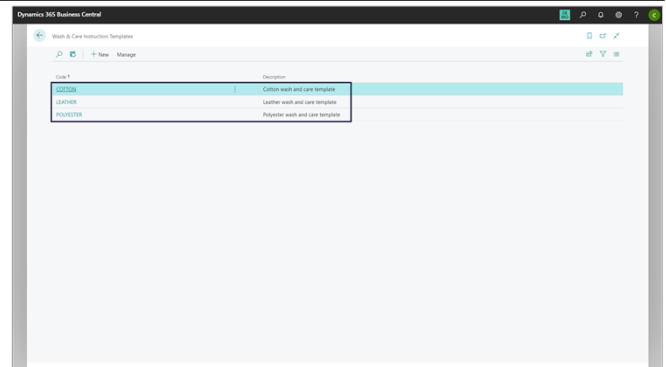 Dynamics 365 Business Central
?
C
Wash & Care Instruction Templates
+ New Manage
Code ↑ Description
COTTON Cotton wash and care template
LEATHER Leather wash and care template
POLYESTER Polyester wash and care template